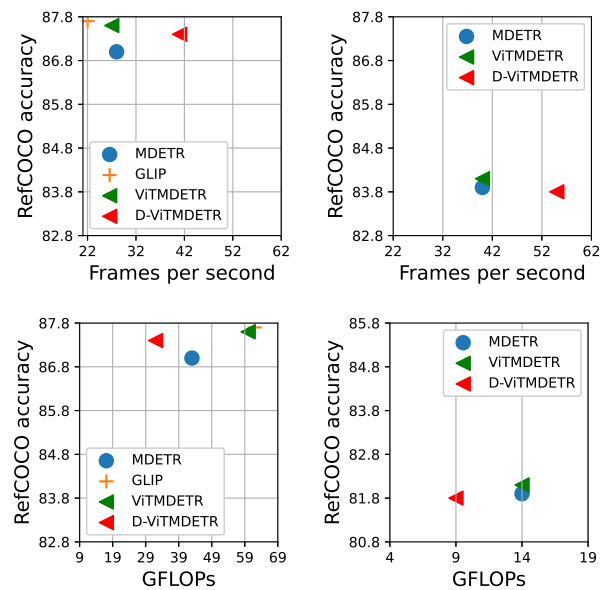 RefCOCO accuracy
87.8
86.8
85.8
84.8
83.8
82.8
MDETR
GLIP
ViTMDETR
D-ViTMDETR
22 32 42 52 62
Frames per second
RefCOCO accuracy
87.8
86.8
85.8
84.8
83.8
82.8
MDETR
ViTMDETR
D-ViTMDETR
22 32 42 52 62
Frames per second
RefCOCO accuracy
87.8
86.8
85.8
84.8
83.8
82.8
MDETR
GLIP
ViTMDETR
D-ViTMDETR
9 19 29 39 49 59 69
GFLOPs
RefCOCO accuracy
85.8
84.8
83.8
82.8
81.8
80.8
MDETR
ViTMDETR
D-ViTMDETR
4 9 14 19
GFLOPs